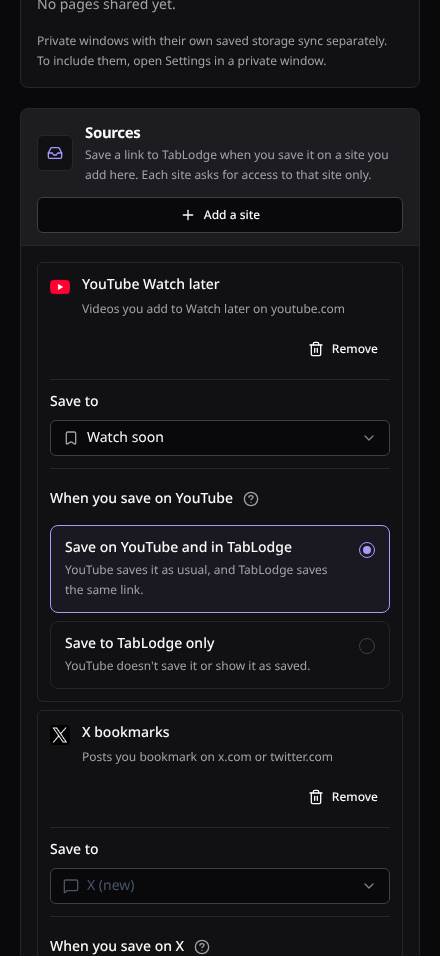 No pages shared yet.
Private windows with their own saved storage sync separately.
To include them, open Settings in a private window.
Sources
Save a link to TabLodge when you save it on a site you
add here. Each site asks for access to that site only.
Add a site
YouTube Watch later
Videos you add to Watch later on youtube.com
Remove
Save to
Watch soon
When you save on YouTube
Save on YouTube and in TabLodge
YouTube saves it as usual, and TabLodge saves
the same link.
Save to TabLodge only
YouTube doesn't save it or show it as saved.
X bookmarks
Posts you bookmark on x.com or twitter.com
Remove
Save to
X (new)
When you save on X